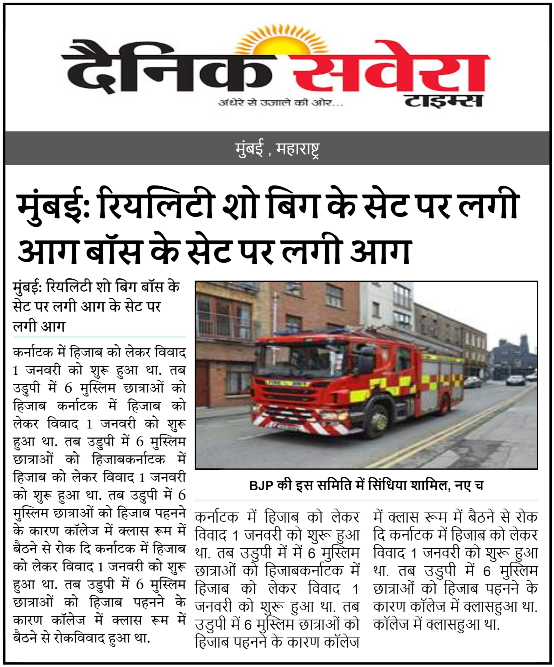 दैनिक सवेरा
टाइम्स
अंधेरे से उजाले की ओर...
मुंबई , महाराष्ट्र
मुंबई: रियलिटी शो बिग के सेट पर लगी
आग बॉस के सेट पर लगी आग
मुंबई: रियलिटी शो बिग बॉस के
सेट पर लगी आग के सेट पर
लगी आग
कर्नाटक में हिजाब को लेकर विवाद
1 जनवरी को शुरू हुआ था. तब
उडुपी में 6 मुस्लिम छात्राओं को
हिजाब कर्नाटक में हिजाब को
लेकर विवाद 1 जनवरी को शुरू
हुआ था. तब उडुपी में 6 मुस्लिम
छात्राओं को हिजाबकर्नाटक में
हिजाब को लेकर विवाद 1 जनवरी
को शुरू हुआ था. तब उडुपी में 6
मुस्लिम छात्राओं को हिजाब पहनने
के कारण कॉलेज में क्लास रूम में
बैठने से रोक दि कर्नाटक में हिजाब
को लेकर विवाद 1 जनवरी को शुरू
हुआ था. तब उडुपी में 6 मुस्लिम
छात्राओं को हिजाब पहनने के
कारण कॉलेज में क्लास रूम में
बैठने से रोकविवाद हुआ था.
BJP की इस समिति में सिंधिया शामिल, नए च
कर्नाटक में हिजाब को लेकर
विवाद 1 जनवरी को शुरू हुआ
था. तब उडुपी में में 6 मुस्लिम
छात्राओं को हिजाबकर्नाटक में
हिजाब को लेकर विवाद 1
जनवरी को शुरू हुआ था. तब
उडुपी में 6 मुस्लिम छात्राओं को
हिजाब पहनने के कारण कॉलेज
में क्लास रूम में बैठने से रोक
दि कर्नाटक में हिजाब को लेकर
विवाद 1 जनवरी को शुरू हुआ
था. तब उडुपी में 6 मुस्लिम
छात्राओं को हिजाब पहनने के
कारण कॉलेज में क्लासहुआ था.
कॉलेज में क्लासहुआ था.